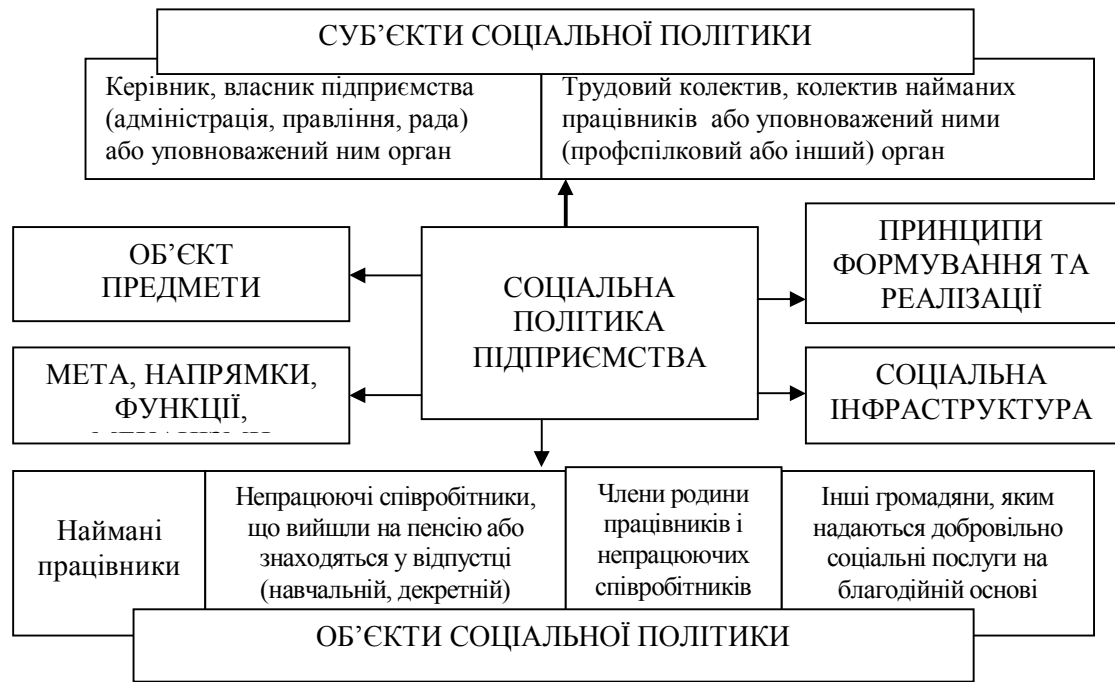 СУБ’ЄКТИ СОЦІАЛЬНОЇ ПОЛІТИКИ
Керівник, власник підприємства
(адміністрація, правління, рада)
або уповноважений ним орган
Трудовий колектив, колектив найманих
працівників або уповноважений ними
(профспілковий або інший) орган
ОБ’ЄКТ
ПРЕДМЕТИ
СОЦІАЛЬНА
ПОЛІТИКА
ПІДПРИЄМСТВА
ПРИНЦИПИ
ФОРМУВАННЯ ТА
РЕАЛІЗАЦІЇ
МЕТА, НАПРЯМКИ,
ФУНКЦІЇ,
СОЦІАЛЬНА
ІНФРАСТРУКТУРА
Наймані
працівники
Непрацюючі співробітники,
що вийшли на пенсію або
знаходяться у відпустці
(навчальній, декретній)
Члени родини
працівників і
непрацюючих
співробітників
Інші громадяни, яким
надаються добровільно
соціальні послуги на
благодійній основі
ОБ’ЄКТИ СОЦІАЛЬНОЇ ПОЛІТИКИ